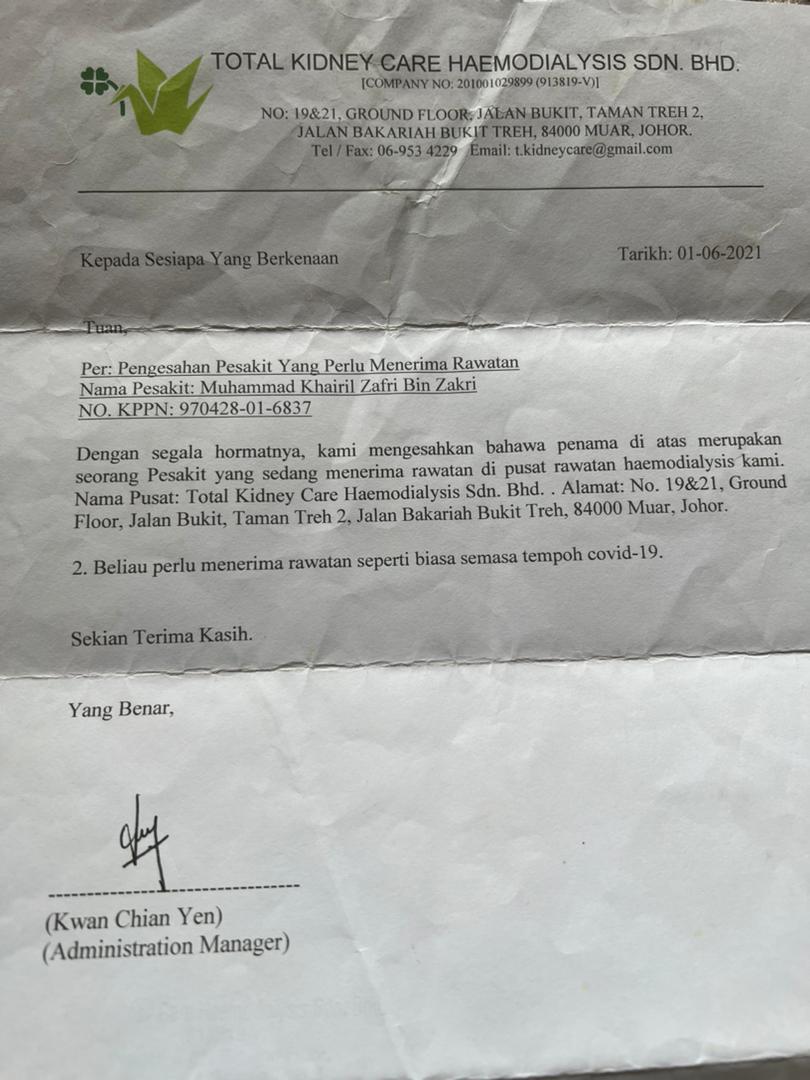 TOTAL KIDNEY CARE HAEMODIALYSIS SDN. BHD.
[COMPANY NO: 201001029899 (913819-V)]
NO: 19&21, GROUND FLOOR, JALAN BUKIT, TAMAN TREH 2,
JALAN BAKARIAH BUKIT TREH, 84000 MUAR, JOHOR.
Tel / Fax: 06-953 4229 Email: t.kidneycare@gmail.com
Kepada Sesiapa Yang Berkenaan
Tarikh: 01-06-2021
Tuan,
Per: Pengesahan Pesakit Yang Perlu Menerima Rawatan
Nama Pesakit: Muhammad Khairil Zafri Bin Zakri
NO. KPPN: 970428-01-6837
Dengan segala hormatnya, kami mengesahkan bahawa penama di atas merupakan
seorang Pesakit yang sedang menerima rawatan di pusat rawatan haemodialysis kami.
Nama Pusat: Total Kidney Care Haemodialysis Sdn. Bhd. . Alamat: No. 19&21, Ground
Floor, Jalan Bukit, Taman Treh 2, Jalan Bakariah Bukit Treh, 84000 Muar, Johor.
2. Beliau perlu menerima rawatan seperti biasa semasa tempoh covid-19.
Sekian Terima Kasih.
Yang Benar,
(Kwan Chian Yen)
(Administration Manager)